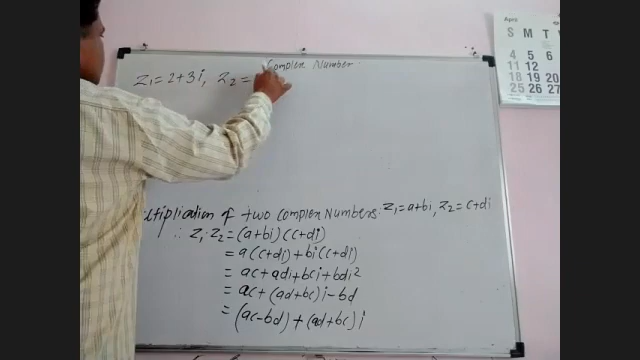 Complex Number
Z₁=2+3i, Z₂=
ltiplication of two complex Numbers. Z₁=a+bi, Z₂=c+di
∴ Z₁·Z₂=(a+bi)(c+di)
=a(c+di)+bi(c+di)
=ac+adi+bci+bdi²
=ac+(ad+bc)i-bd
=(ac-bd)+(ad+bc)i
April
S M T
4 5 6
11 12
18 19 20
25 26 27